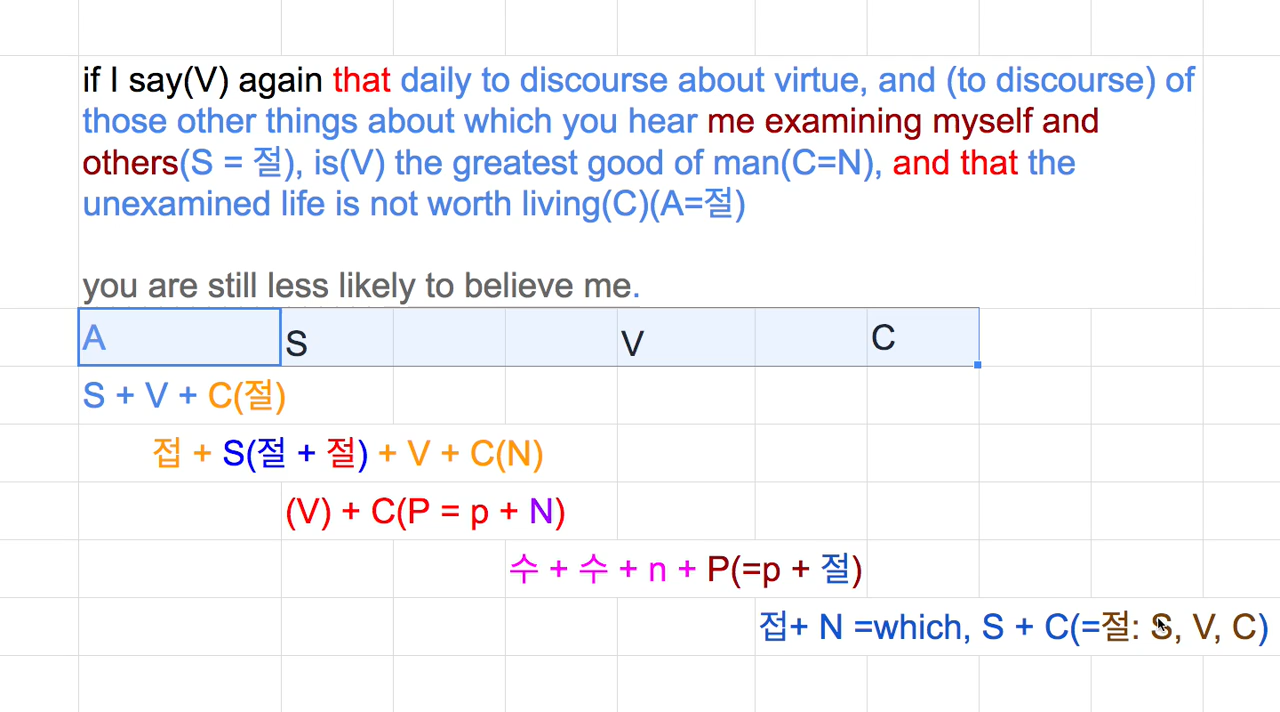 if I say(V) again that daily to discourse about virtue, and (to discourse) of
those other things about which you hear me examining myself and
others(S = 절), is(V) the greatest good of man(C=N), and that the
unexamined life is not worth living(C)(A=절)
you are still less likely to believe me.
A S V C
S + V + C(절)
접 + S(절 + 절) + V + C(N)
(V) + C(P = p + N)
수 + 수 + n + P(=p + 절)
접+ N =which, S + C(=절: S, V, C)